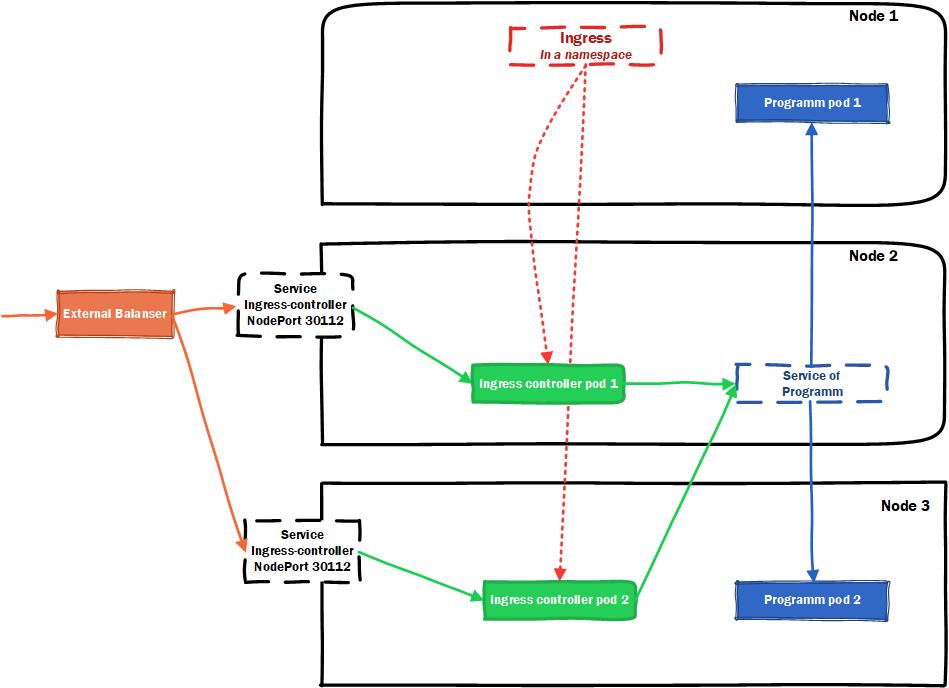 Node 1
Ingress
in a namespace
Programm pod 1
Node 2
Service
Ingress-controller
NodePort 30112
External Balanser
Ingress controller pod 1
Service of
Programm
Node 3
Service
Ingress-controller
NodePort 30112
Ingress controller pod 2
Programm pod 2